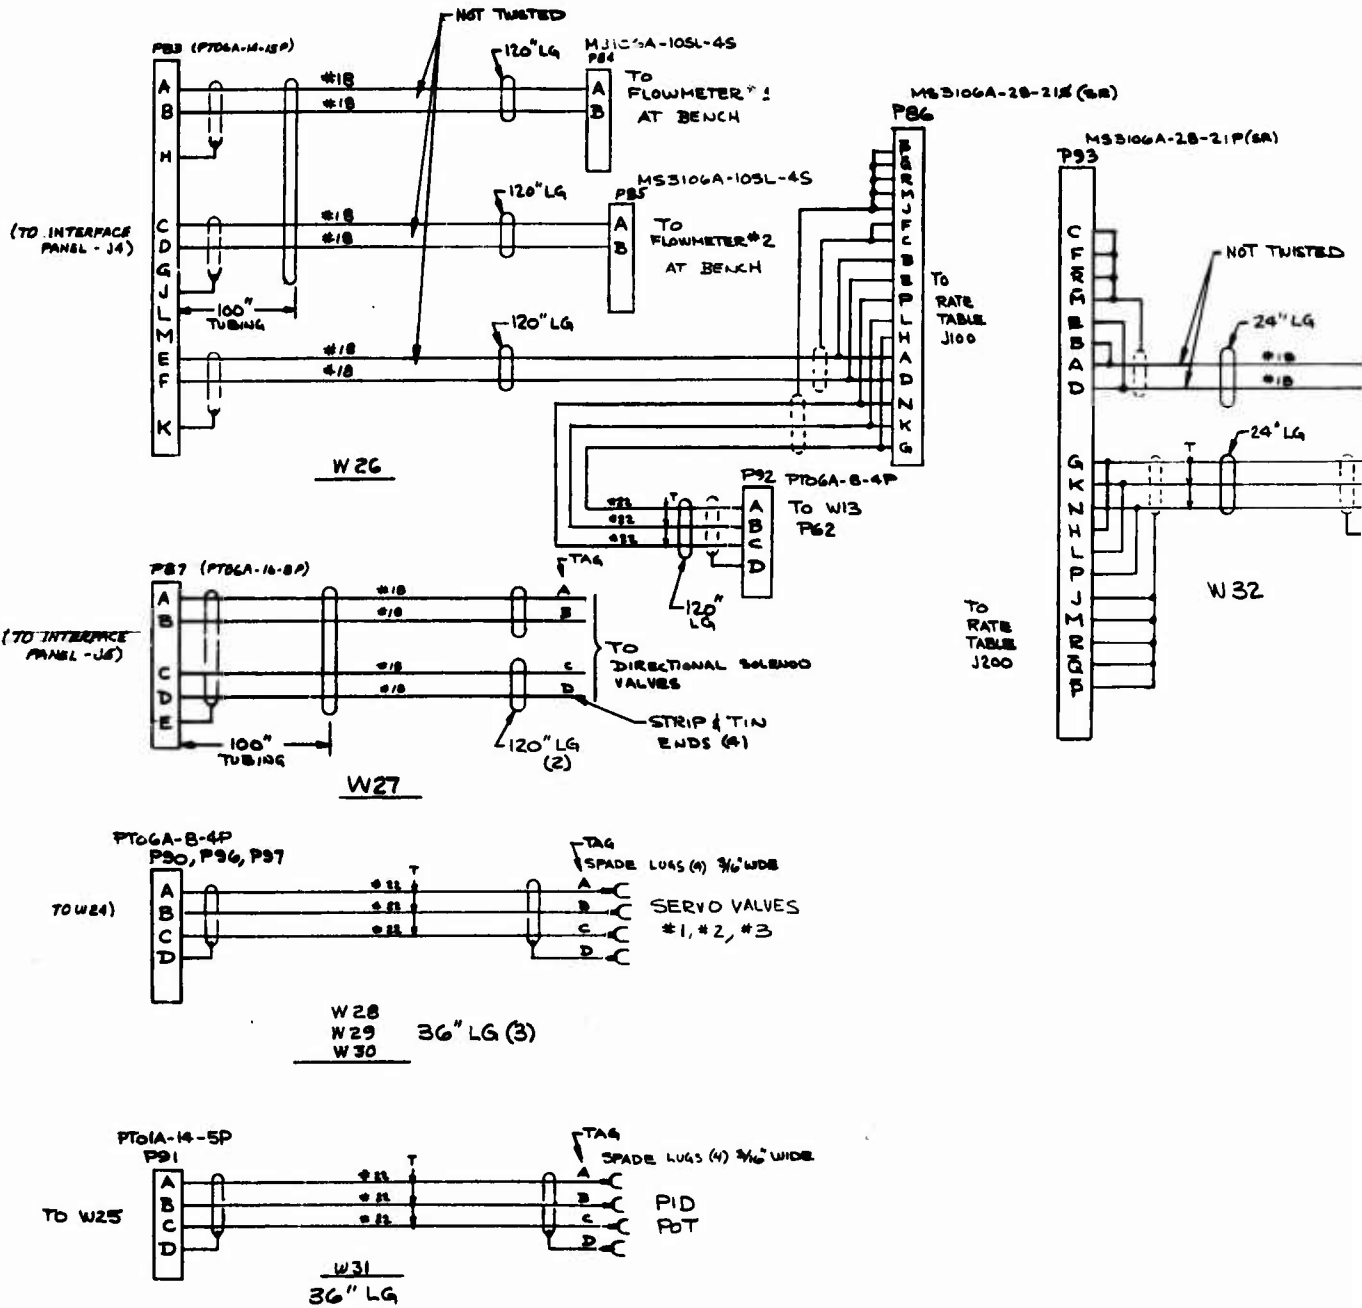 NOT TWISTED
P83 (PT06A-14-15P)
A
B
H
C
D
G
J
L
M
E
F
K
(TO INTERFACE
PANEL - J4)
#18
#18
120" LG
P84
A
B
TO
FLOWMETER #1
AT BENCH
#18
#18
120" LG
MS3106A-10SL-4S
P85
A
B
TO
FLOWMETER #2
AT BENCH
100"
TUBING
#18
#18
120" LG
W26
P86
J
F
C
B
E
P
L
H
A
D
N
K
G
TO
RATE
TABLE
J100
P92 PT06A-8-4P
#22
#22
#22
T
A
B
C
D
TO W13
P62
120"
LG
MS3106A-28-21P(SR)
P93
C
F
R
M
E
B
A
D
G
K
N
H
L
P
J
M
R
S
P
NOT TWISTED
24" LG
#18
#18
T
24" LG
W32
TO
RATE
TABLE
J200
P87 (PT06A-16-8P)
A
B
C
D
E
(TO INTERFACE
PANEL - J5)
#18
#18
#18
#18
TAG
A
B
C
D
TO
DIRECTIONAL SOLENOID
VALVES
STRIP & TIN
ENDS (4)
100"
TUBING
120" LG
(2)
W27
PT06A-8-4P
P90, P96, P97
TO W24)
A
B
C
D
#22
#22
#22
T
TAG
SPADE LUGS (4) 3/16" WIDE
A
B
C
D
SERVO VALVES
#1, #2, #3
W28
W29
W30
36" LG (3)
PT01A-14-5P
P91
TO W25
A
B
C
D
#22
#22
#22
T
TAG
SPADE LUGS (4) 3/16" WIDE
A
B
C
D
PID
POT
W31
36" LG